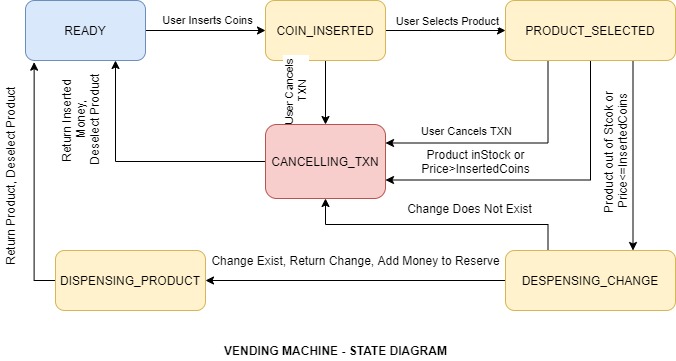 READY
User Inserts Coins
COIN_INSERTED
User Selects Product
PRODUCT_SELECTED
Return Inserted
Money,
Deselect Product
User Cancels
TXN
User Cancels TXN
Product inStock or
Price>InsertedCoins
Product out of Stcok or
Price<=InsertedCoins
CANCELLING_TXN
Return Product, Deselect Product
Change Does Not Exist
DISPENSING_PRODUCT
Change Exist, Return Change, Add Money to Reserve
DESPENSING_CHANGE
VENDING MACHINE - STATE DIAGRAM